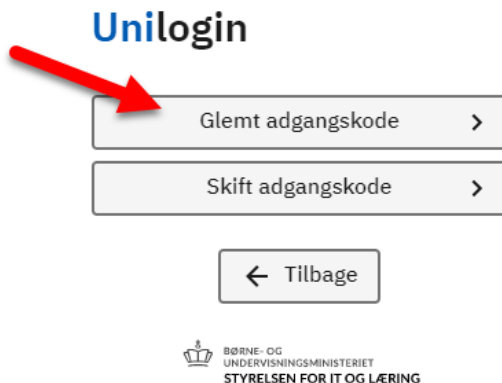 Unilogin
Glemt adgangskode
Skift adgangskode
Tilbage
BØRNE- OG
UNDERVISNINGSMINISTERIET
STYRELSEN FOR IT OG LÆRING